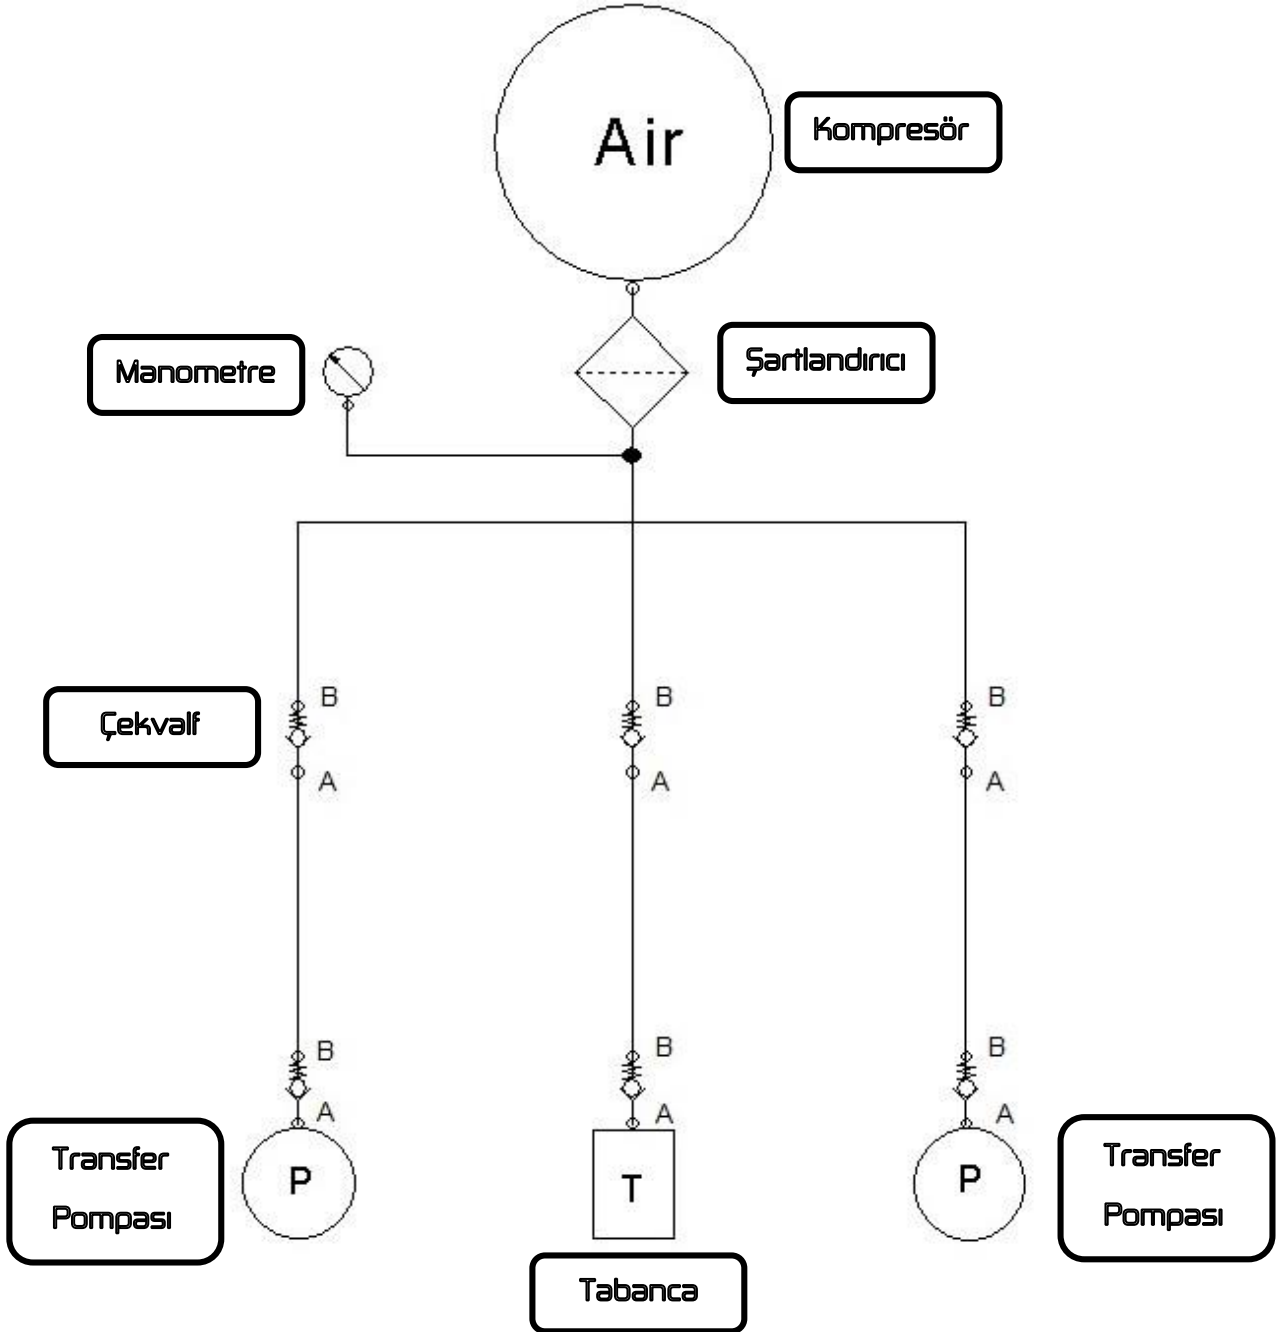 Air
Kompresör
Manometre
Şartlandırıcı
Çekvalf
B
B
B
A
A
A
B
B
B
A
A
A
Transfer
Pompası
P
T
P
Transfer
Pompası
Tabanca